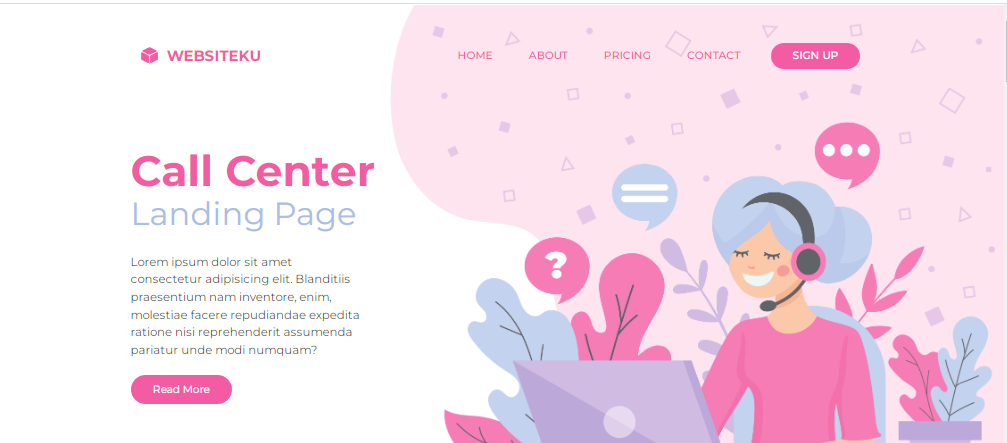 WEBSITEKU
HOME
ABOUT
PRICING
CONTACT
SIGN UP
Call Center
Landing Page
Lorem ipsum dolor sit amet
consectetur adipisicing elit. Blanditiis
praesentium nam inventore, enim,
molestiae facere repudiandae expedita
ratione nisi reprehenderit assumenda
pariatur unde modi numquam?
Read More
?